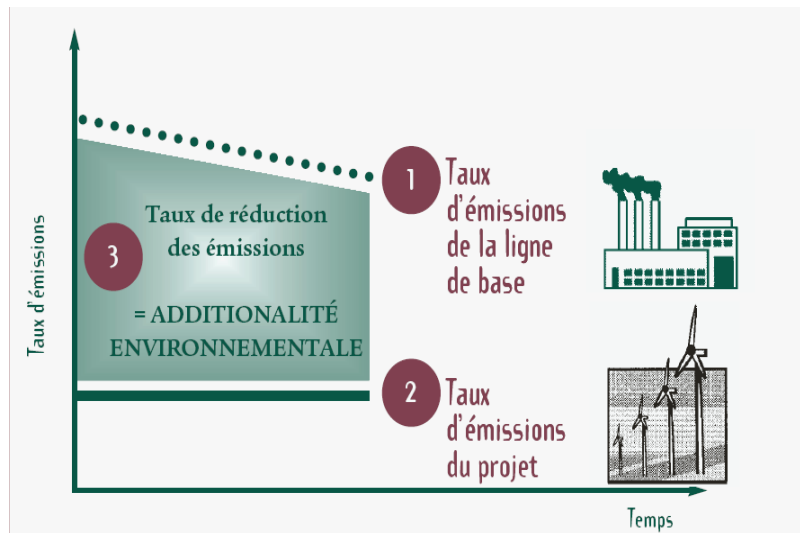 1
Taux
d'émissions
de la ligne
de base
Taux de réduction
des émissions
3
= ADDITIONALITÉ
ENVIRONNEMENTALE
2
Taux
d'émissions
du projet
Taux d'émissions
Temps